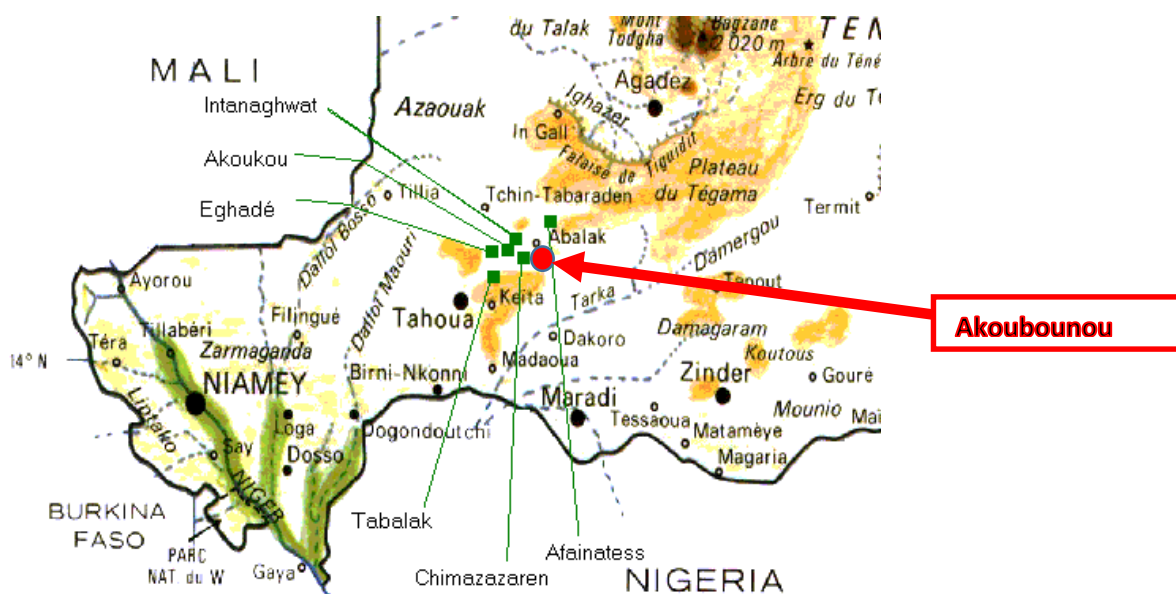 du Talak
Mont
Todgha
Bagzane
2 020 m
TEN
Arbre du Téné
MALI
Agadez
Erg du T
Intanaghwat
Azaouak
Ighazer
In Gall
Falaise de Tiguidit
Plateau
du Tégama
Akoukou
Tillia
Tchin-Tabaraden
Termit
Eghadé
Dallol Bosso
Abalak
Damergou
Dallol Maouri
Ayorou
Keita
Tarka
Tanout
Akoubounou
Tahoua
Filingué
Tillabéri
Dakoro
Damagaram
Koutous
14° N
Téra
Zarmaganda
Madaoua
Zinder
Gouré
NIAMEY
Birni-Nkonni
Maradi
Mounio
Liptako
Loga
Dogondoutchi
Tessaoua
Maï
Say
Dosso
Matamèye
Magaria
NIGER
BURKINA
FASO
Tabalak
PARC
NAT. du W
Gaya
Afainatess
Chimazazaren
NIGERIA